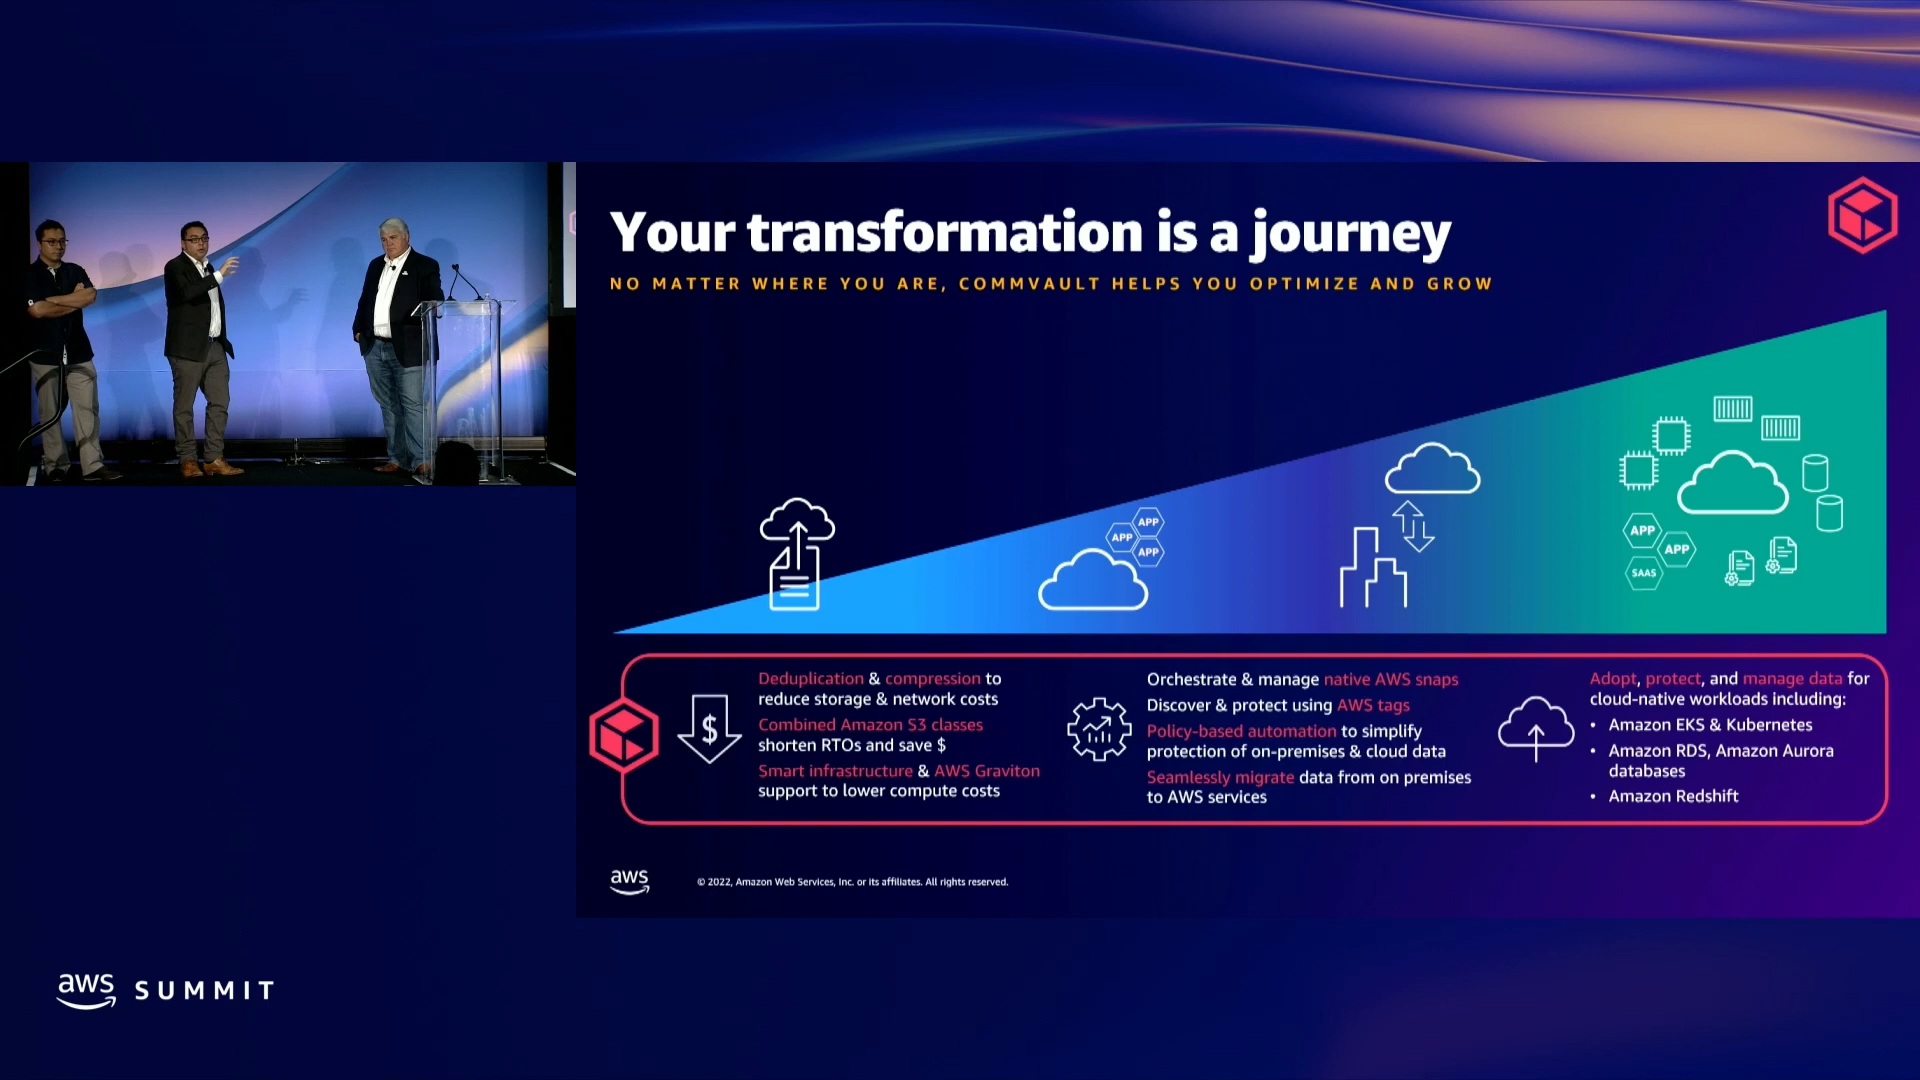 Your transformation is a journey
NO MATTER WHERE YOU ARE, COMMVAULT HELPS YOU OPTIMIZE AND GROW
APP
APP
APP
APP
APP
SAAS
$
Deduplication & compression to
reduce storage & network costs
Combined Amazon S3 classes
shorten RTOs and save $
Smart infrastructure & AWS Graviton
support to lower compute costs
Orchestrate & manage native AWS snaps
Discover & protect using AWS tags
Policy-based automation to simplify
protection of on-premises & cloud data
Seamlessly migrate data from on premises
to AWS services
Adopt, protect, and manage data for
cloud-native workloads including:
• Amazon EKS & Kubernetes
• Amazon RDS, Amazon Aurora
databases
• Amazon Redshift
aws
© 2022, Amazon Web Services, Inc. or its affiliates. All rights reserved.
aws SUMMIT